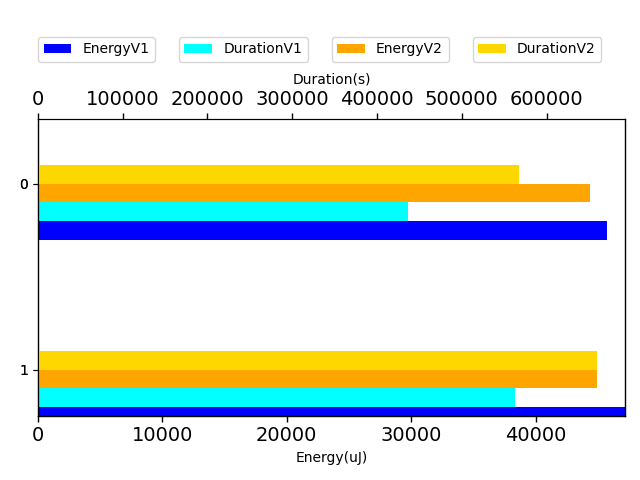 EnergyV1 DurationV1 EnergyV2 DurationV2
Duration(s)
0 100000 200000 300000 400000 500000 600000
0
1
0 10000 20000 30000 40000
Energy(uJ)